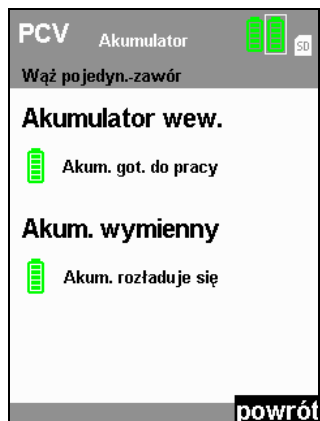 PCV Akumulator SD
Wąż pojedyn.-zawór
Akumulator wew.
Akum. got. do pracy
Akum. wymienny
Akum. rozładuje się
powrót